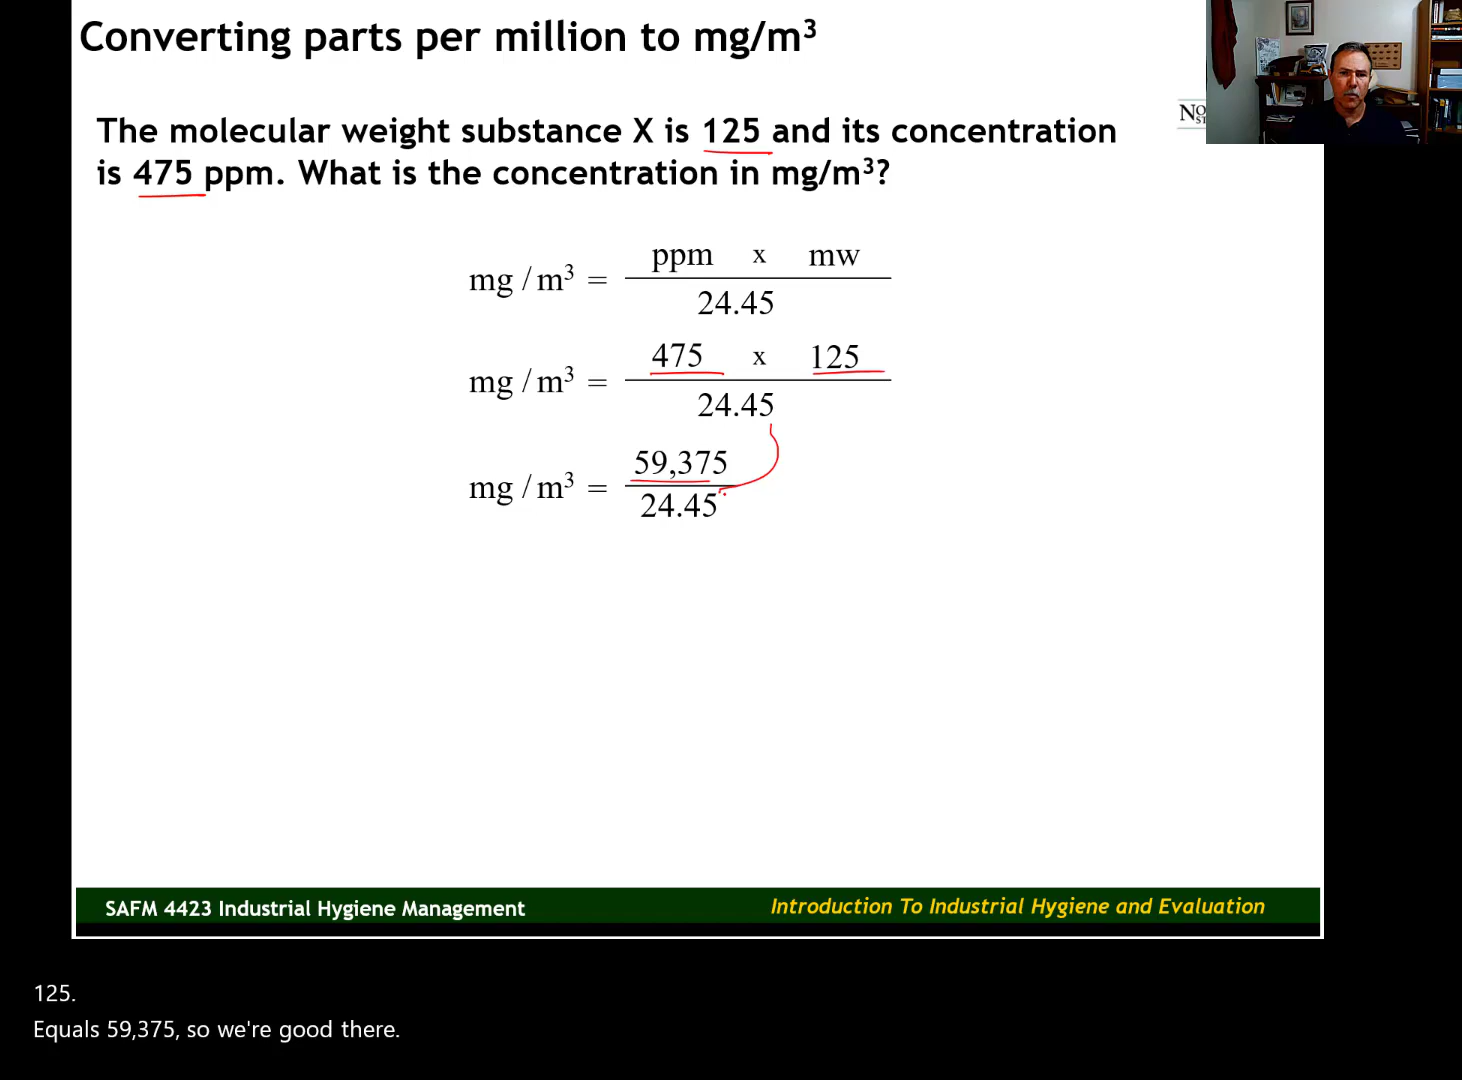 Converting parts per million to mg/m³
The molecular weight substance X is 125 and its concentration
is 475 ppm. What is the concentration in mg/m³?
mg / m³ = ppm x mw
24.45
mg / m³ = 475 x 125
24.45
mg / m³ = 59,375
24.45
SAFM 4423 Industrial Hygiene Management
Introduction To Industrial Hygiene and Evaluation
125.
Equals 59,375, so we're good there.